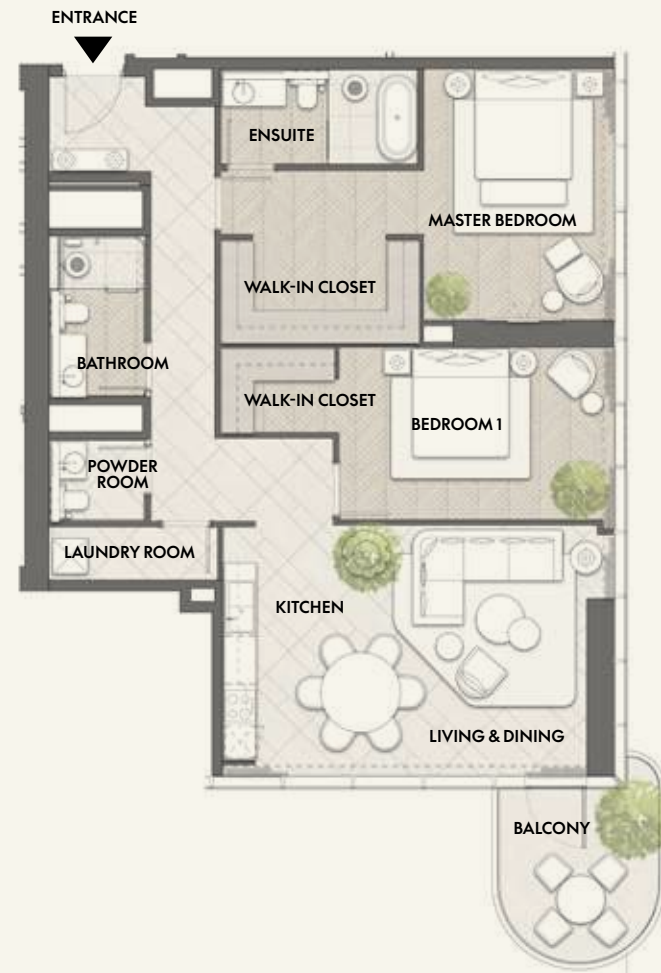 ENTRANCE
ENSUITE
MASTER BEDROOM
WALK-IN CLOSET
BATHROOM
WALK-IN CLOSET
BEDROOM 1
POWDER
ROOM
LAUNDRY ROOM
KITCHEN
LIVING & DINING
BALCONY